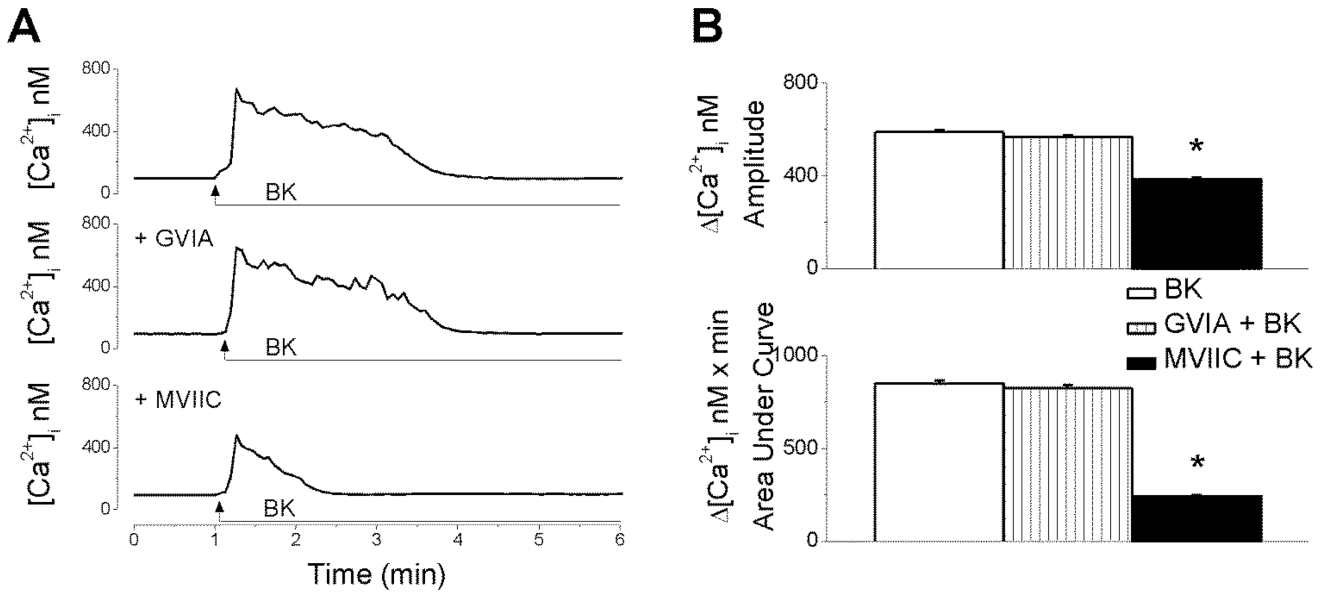 A
[Ca²⁺]ᵢ nM
800
400
0
BK
+ GVIA
[Ca²⁺]ᵢ nM
800
400
0
BK
+ MVIIC
[Ca²⁺]ᵢ nM
800
400
0
BK
0 1 2 3 4 5 6
Time (min)
B
Δ[Ca²⁺]ᵢ nM
Amplitude
800
400
0
*
BK
GVIA + BK
MVIIC + BK
Δ[Ca²⁺]ᵢ nM x min
Area Under Curve
1000
500
0
*